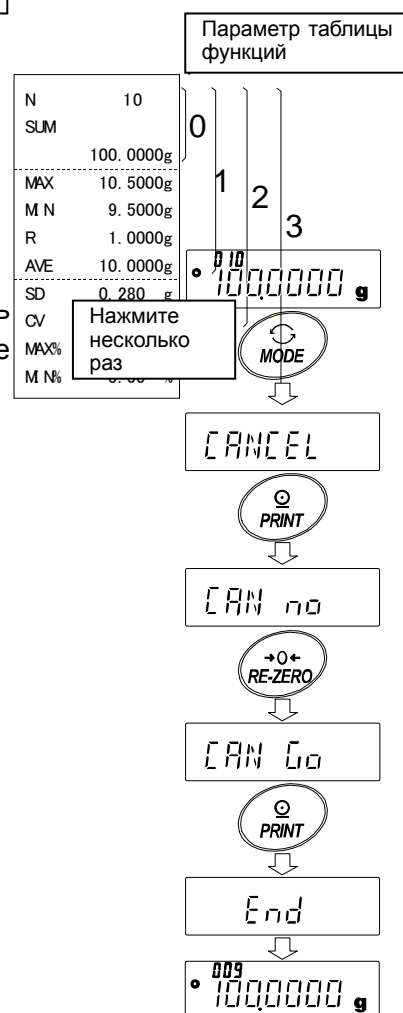 Параметр таблицы
функций
N 10
SUM
100.0000g
MAX 10.5000g
MIN 9.5000g
R 1.0000g
AVE 10.0000g
SD 0.280 g
CV
MAX%
MIN% %
0
1
2
3
Нажмите
несколько
раз
010
100.0000 g
MODE
CANCEL
PRINT
CAN no
→0←
RE-ZERO
CAN Go
PRINT
End
009
100.0000 g